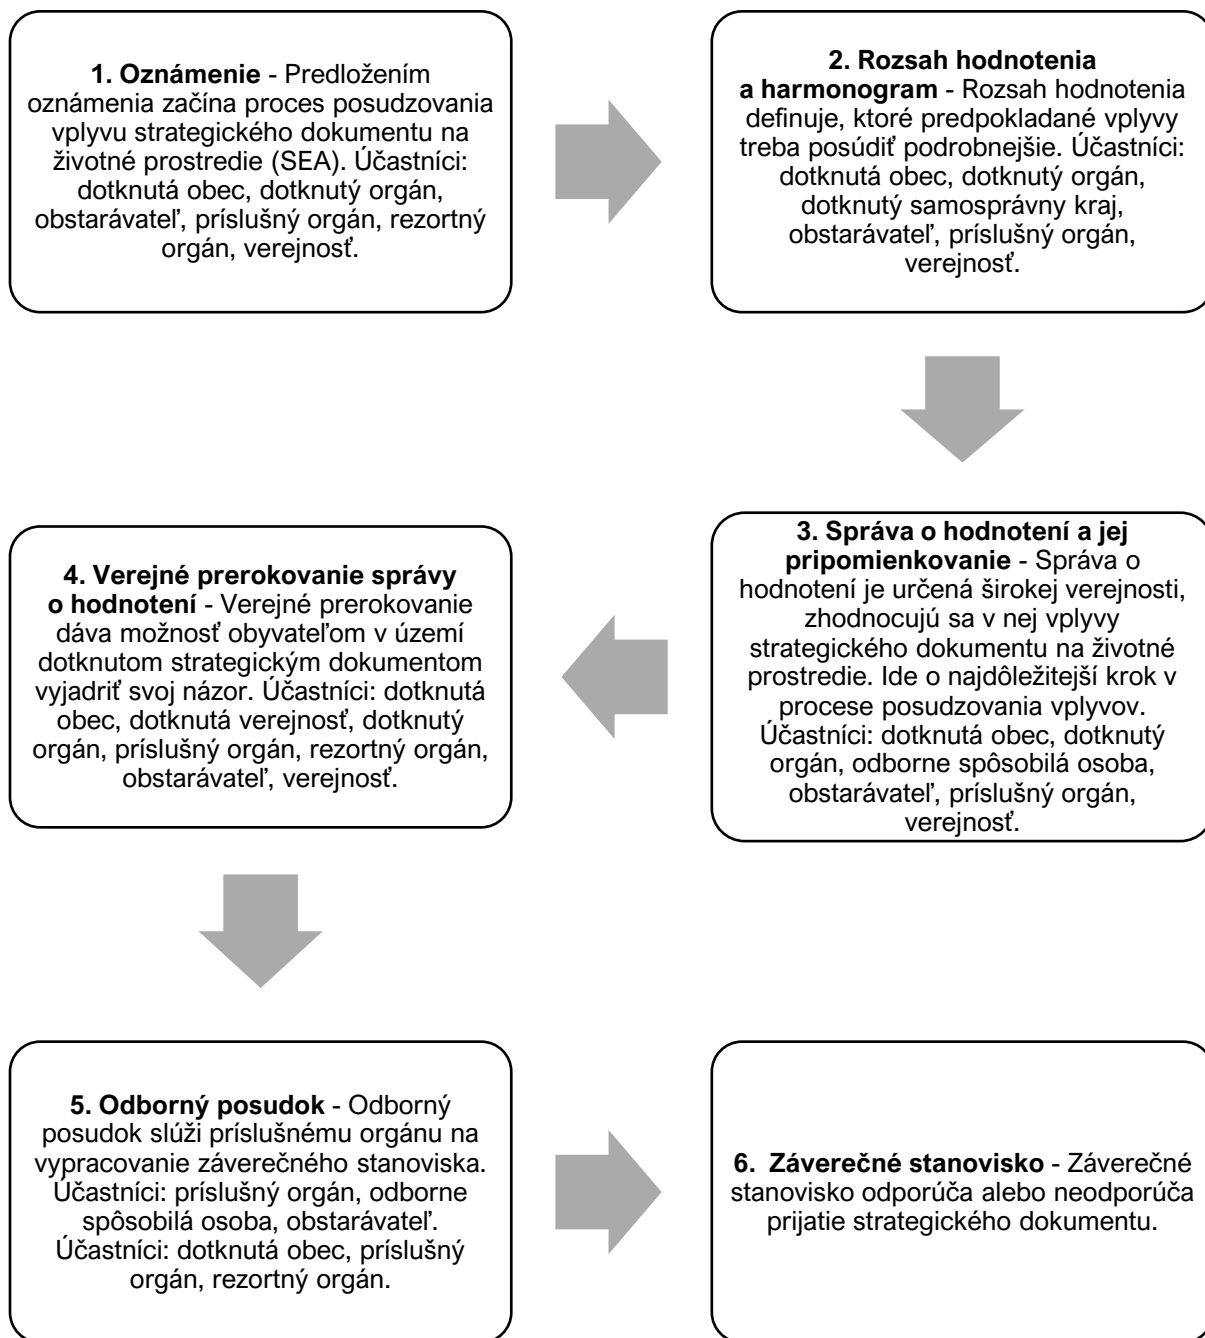 1. Oznámenie - Predložením
oznámenia začína proces posudzovania
vplyvu strategického dokumentu na
životné prostredie (SEA). Účastníci:
dotknutá obec, dotknutý orgán,
obstarávateľ, príslušný orgán, rezortný
orgán, verejnosť.
2. Rozsah hodnotenia
a harmonogram - Rozsah hodnotenia
definuje, ktoré predpokladané vplyvy
treba posúdiť podrobnejšie. Účastníci:
dotknutá obec, dotknutý orgán,
dotknutý samosprávny kraj,
obstarávateľ, príslušný orgán,
verejnosť.
3. Správa o hodnotení a jej
pripomienkovanie - Správa o
hodnotení je určená širokej verejnosti,
zhodnocujú sa v nej vplyvy
strategického dokumentu na životné
prostredie. Ide o najdôležitejší krok v
procese posudzovania vplyvov.
Účastníci: dotknutá obec, dotknutý
orgán, odborne spôsobilá osoba,
obstarávateľ, príslušný orgán,
verejnosť.
4. Verejné prerokovanie správy
o hodnotení - Verejné prerokovanie
dáva možnosť obyvateľom v území
dotknutom strategickým dokumentom
vyjadriť svoj názor. Účastníci: dotknutá
obec, dotknutá verejnosť, dotknutý
orgán, príslušný orgán, rezortný orgán,
obstarávateľ, verejnosť.
5. Odborný posudok - Odborný
posudok slúži príslušnému orgánu na
vypracovanie záverečného stanoviska.
Účastníci: príslušný orgán, odborne
spôsobilá osoba, obstarávateľ.
Účastníci: dotknutá obec, príslušný
orgán, rezortný orgán.
6. Záverečné stanovisko - Záverečné
stanovisko odporúča alebo neodporúča
prijatie strategického dokumentu.